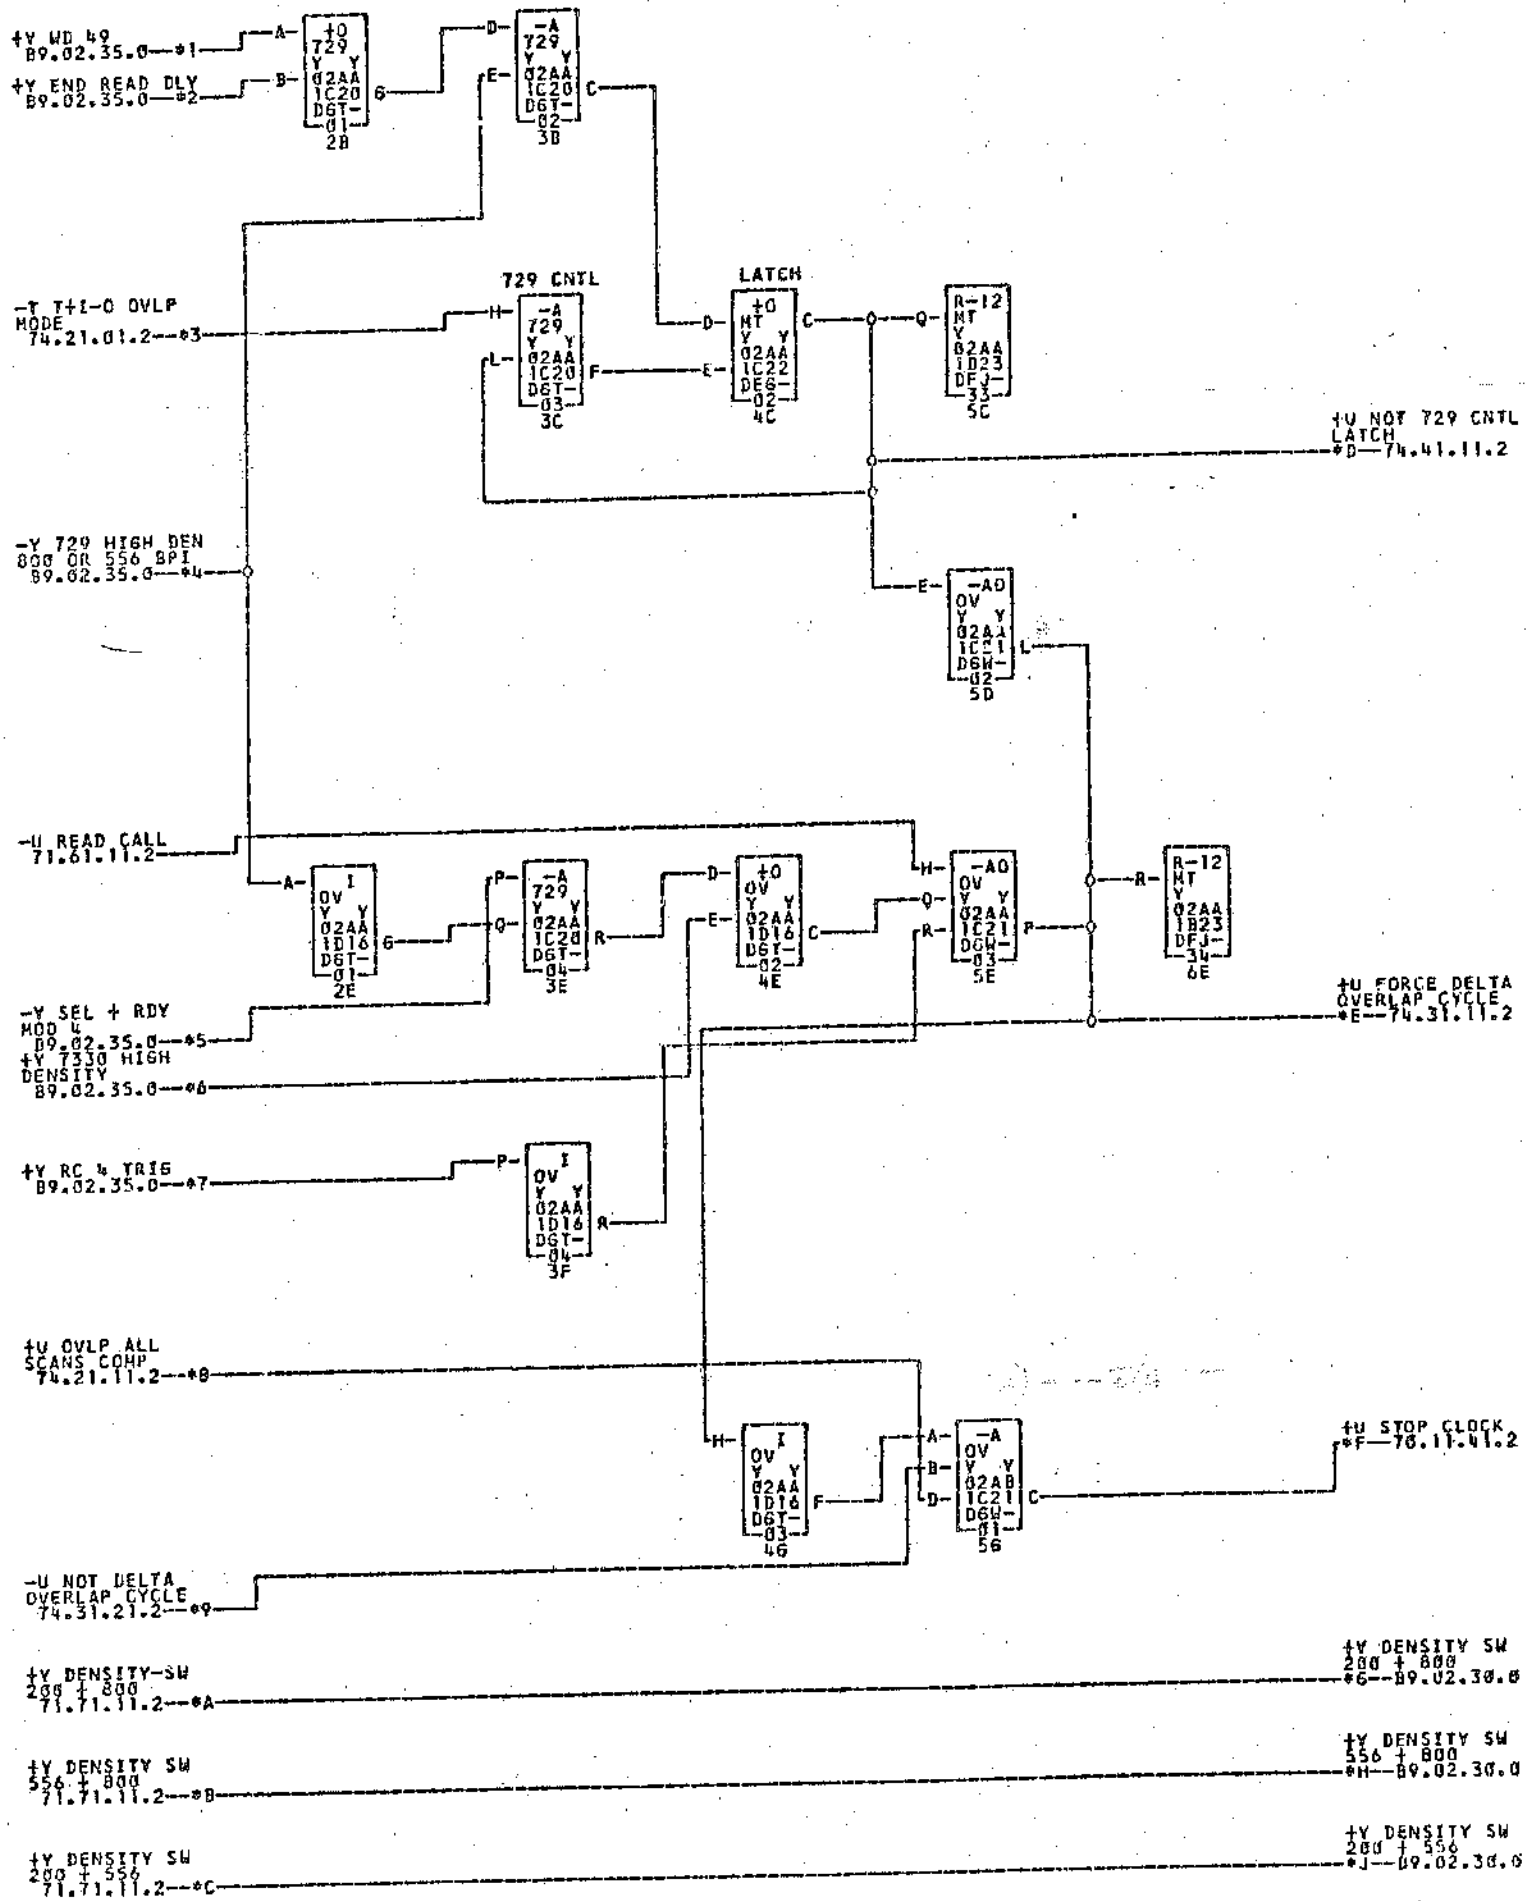 +Y WD 49
B9.02.35.0--*1
+Y END READ DLY
B9.02.35.0--*2
A-
B-
+O
729
Y Y
02AA
1C20
DGT-
01
2B
G
D-
E-
-A
729
Y Y
02AA
1C20
DGT-
02
3B
C
-T T+I-O OVLP
MODE
74.21.01.2--*3
729 CNTL
H-
L-
-A
729
Y Y
02AA
1C20
DGT-
03
3C
F
LATCH
D-
E-
+O
MT
Y Y
02AA
1C22
DEG-
02
4C
C
Q-
R-12
MT
Y
02AA
1D23
DFJ-
33
5C
+U NOT 729 CNTL
LATCH
*D--74.41.11.2
-Y 729 HIGH DEN
800 OR 556 BPI
B9.02.35.0--*4
E-
-AO
OV
Y Y
02AA
1C21
DGW-
02
5D
L
-U READ CALL
71.61.11.2
A-
I
OV
Y Y
02AA
1D16
DGT-
01
2E
G
P-
Q-
-A
729
Y Y
02AA
1C20
DGT-
04
3E
R
D-
E-
+O
OV
Y Y
02AA
1D16
DGT-
02
4E
C
H-
Q-
R-
-AO
OV
Y Y
02AA
1C21
DGW-
03
5E
P
R-
R-12
MT
Y
02AA
1B23
DFJ-
34
6E
-Y SEL + RDY
MOD 4
B9.02.35.0--*5
+Y 7330 HIGH
DENSITY
B9.02.35.0--*6
+U FORCE DELTA
OVERLAP CYCLE
*E--74.31.11.2
+Y RC 4 TRIG
B9.02.35.0--*7
P-
I
OV
Y Y
02AA
1D16
DGT-
04
3F
R
+U OVLP ALL
SCANS COMP
74.21.11.2--*8
H-
I
OV
Y Y
02AA
1D16
DGT-
03
4G
F
A-
B-
D-
-A
OV
Y Y
02AB
1C21
DGW-
01
5G
C
+U STOP CLOCK
*F--70.11.41.2
-U NOT DELTA
OVERLAP CYCLE
74.31.21.2--*9
+Y DENSITY-SW
200 + 800
71.71.11.2--*A
+Y DENSITY SW
200 + 800
*G--B9.02.30.0
+Y DENSITY SW
556 + 800
71.71.11.2--*B
+Y DENSITY SW
556 + 800
*H--B9.02.30.0
+Y DENSITY SW
200 + 556
71.71.11.2--*C
+Y DENSITY SW
200 + 556
*J--B9.02.30.0